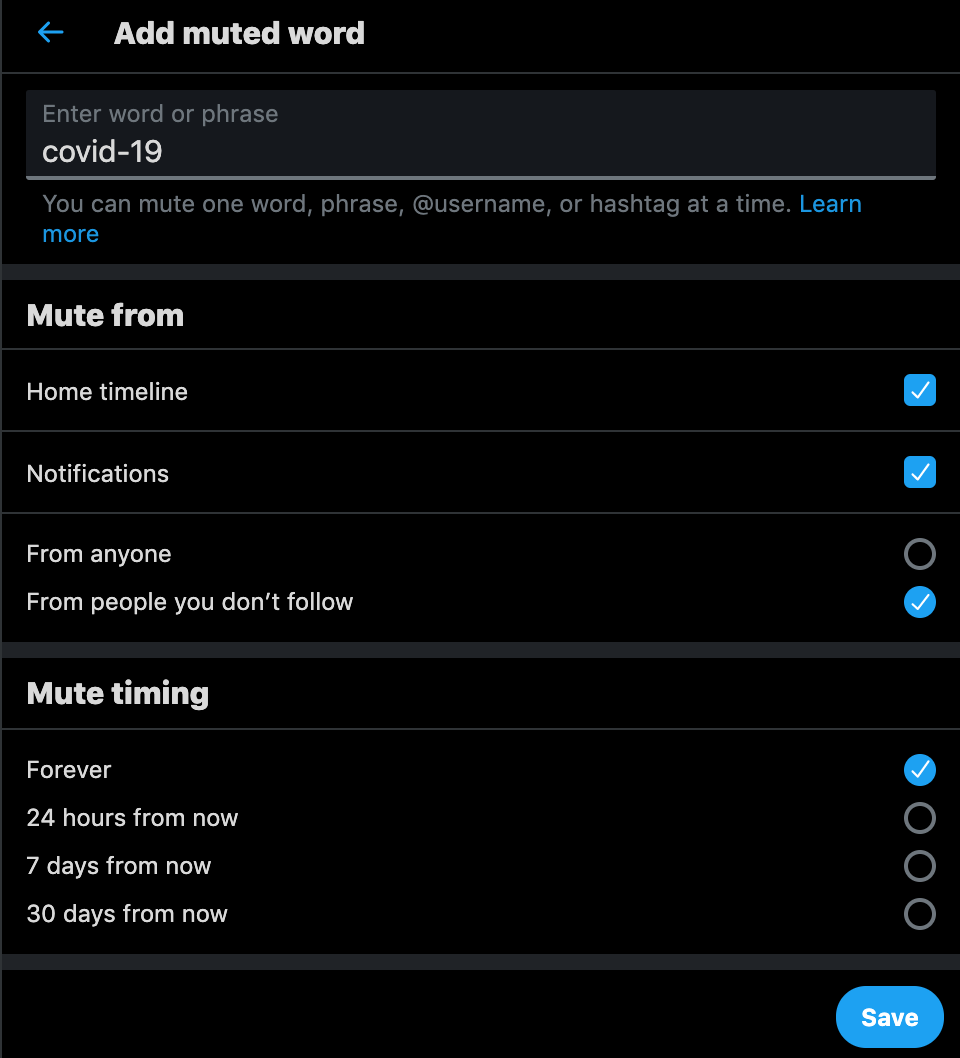 Add muted word
Enter word or phrase
covid-19
You can mute one word, phrase, @username, or hashtag at a time. Learn
more
Mute from
Home timeline
Notifications
From anyone
From people you don’t follow
Mute timing
Forever
24 hours from now
7 days from now
30 days from now
Save